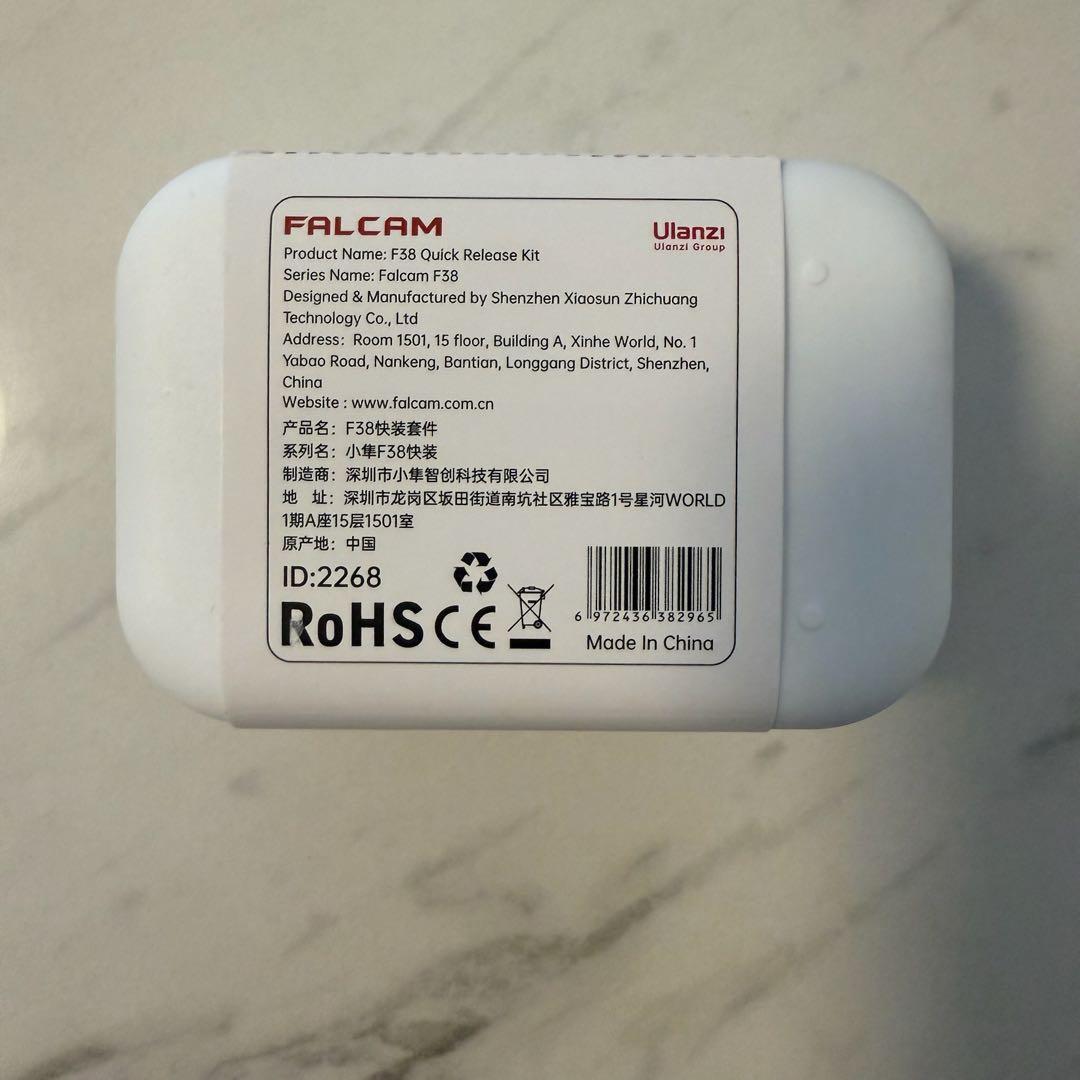 FALCAM
Ulanzi
Ulanzi Group
Product Name: F38 Quick Release Kit
Series Name: Falcam F38
Designed & Manufactured by Shenzhen Xiaosun Zhichuang
Technology Co., Ltd
Address: Room 1501, 15 floor, Building A, Xinhe World, No. 1
Yabao Road, Nankeng, Bantian, Longgang District, Shenzhen,
China
Website : www.falcam.com.cn
产品名：F38快装套件
系列名：小隼F38快装
制造商：深圳市小隼智创科技有限公司
地 址：深圳市龙岗区坂田街道南坑社区雅宝路1号星河WORLD
1期A座15层1501室
原产地：中国
ID:2268
RoHS CE
6 972436 382965
Made In China